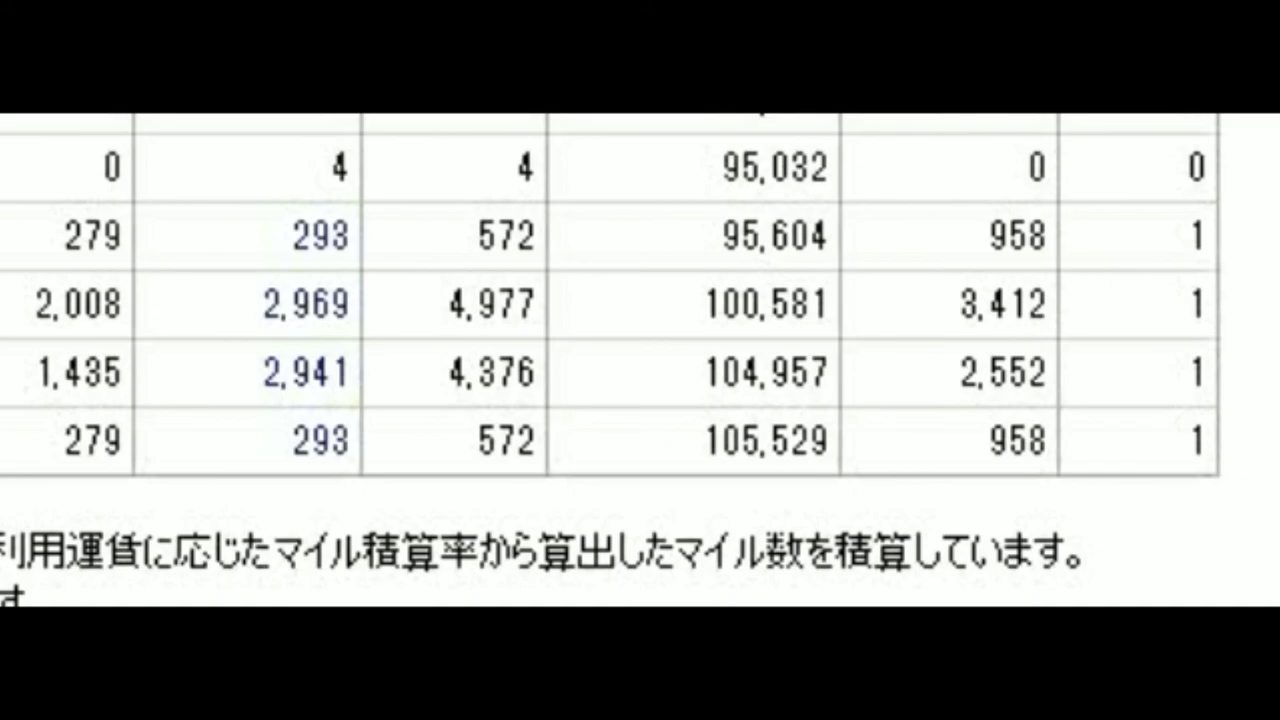 0 4 4 95,032 0 0
279 293 572 95,604 958 1
2,008 2,969 4,977 100,581 3,412 1
1,435 2,941 4,376 104,957 2,552 1
279 293 572 105,529 958 1
利用運賃に応じたマイル積算率から算出したマイル数を積算しています。
す